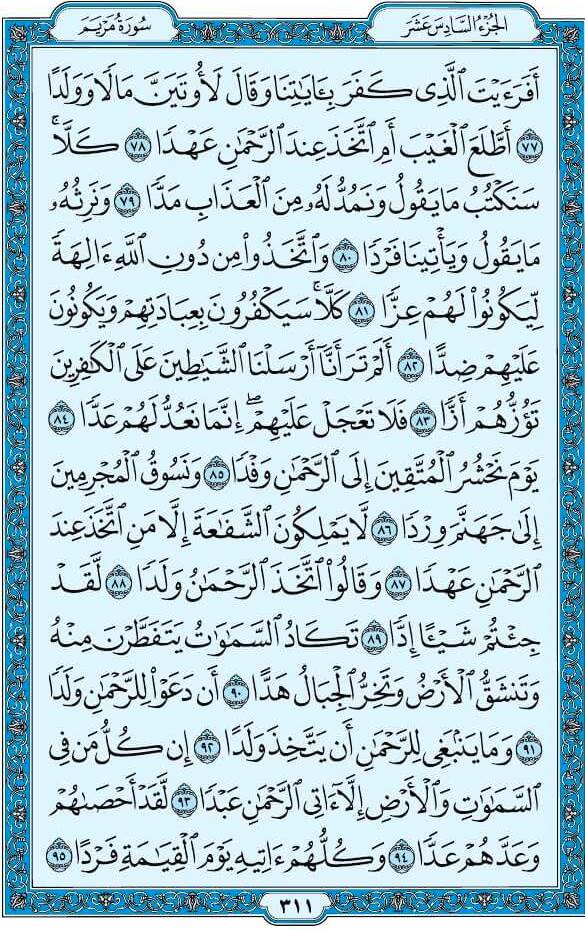 الجزء السادس عشر
سورة مريم
أَفَرَءَيْتَ ٱلَّذِى كَفَرَ بِـَٔايَـٰتِنَا وَقَالَ لَأُوتَيَنَّ مَالًا وَوَلَدًا
٧٧ أَطَّلَعَ ٱلْغَيْبَ أَمِ ٱتَّخَذَ عِندَ ٱلرَّحْمَـٰنِ عَهْدًا ٧٨ كَلَّا ۚ
سَنَكْتُبُ مَا يَقُولُ وَنَمُدُّ لَهُۥ مِنَ ٱلْعَذَابِ مَدًّا ٧٩ وَنَرِثُهُۥ
مَا يَقُولُ وَيَأْتِينَا فَرْدًا ٨٠ وَٱتَّخَذُوا۟ مِن دُونِ ٱللَّهِ ءَالِهَةً
لِّيَكُونُوا۟ لَهُمْ عِزًّا ٨١ كَلَّا ۚ سَيَكْفُرُونَ بِعِبَادَتِهِمْ وَيَكُونُونَ
عَلَيْهِمْ ضِدًّا ٨٢ أَلَمْ تَرَ أَنَّآ أَرْسَلْنَا ٱلشَّيَـٰطِينَ عَلَى ٱلْكَـٰفِرِينَ
تَؤُزُّهُمْ أَزًّا ٨٣ فَلَا تَعْجَلْ عَلَيْهِمْ ۖ إِنَّمَا نَعُدُّ لَهُمْ عَدًّا ٨٤
يَوْمَ نَحْشُرُ ٱلْمُتَّقِينَ إِلَى ٱلرَّحْمَـٰنِ وَفْدًا ٨٥ وَنَسُوقُ ٱلْمُجْرِمِينَ
إِلَىٰ جَهَنَّمَ وِرْدًا ٨٦ لَّا يَمْلِكُونَ ٱلشَّفَـٰعَةَ إِلَّا مَنِ ٱتَّخَذَ عِندَ
ٱلرَّحْمَـٰنِ عَهْدًا ٨٧ وَقَالُوا۟ ٱتَّخَذَ ٱلرَّحْمَـٰنُ وَلَدًا ٨٨ لَّقَدْ
جِئْتُمْ شَيْـًٔا إِدًّا ٨٩ تَكَادُ ٱلسَّمَـٰوَٰتُ يَتَفَطَّرْنَ مِنْهُ
وَتَنشَقُّ ٱلْأَرْضُ وَتَخِرُّ ٱلْجِبَالُ هَدًّا ٩٠ أَن دَعَوْا۟ لِلرَّحْمَـٰنِ وَلَدًا
٩١ وَمَا يَنۢبَغِى لِلرَّحْمَـٰنِ أَن يَتَّخِذَ وَلَدًا ٩٢ إِن كُلُّ مَن فِى
ٱلسَّمَـٰوَٰتِ وَٱلْأَرْضِ إِلَّآ ءَاتِى ٱلرَّحْمَـٰنِ عَبْدًا ٩٣ لَّقَدْ أَحْصَىٰهُمْ
وَعَدَّهُمْ عَدًّا ٩٤ وَكُلُّهُمْ ءَاتِيهِ يَوْمَ ٱلْقِيَـٰمَةِ فَرْدًا ٩٥
٣١١